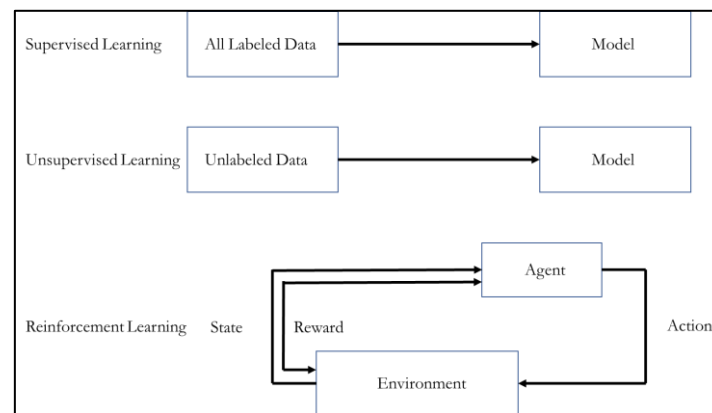 Supervised Learning
All Labeled Data
Model
Unsupervised Learning
Unlabeled Data
Model
Agent
Reinforcement Learning
State
Reward
Action
Environment